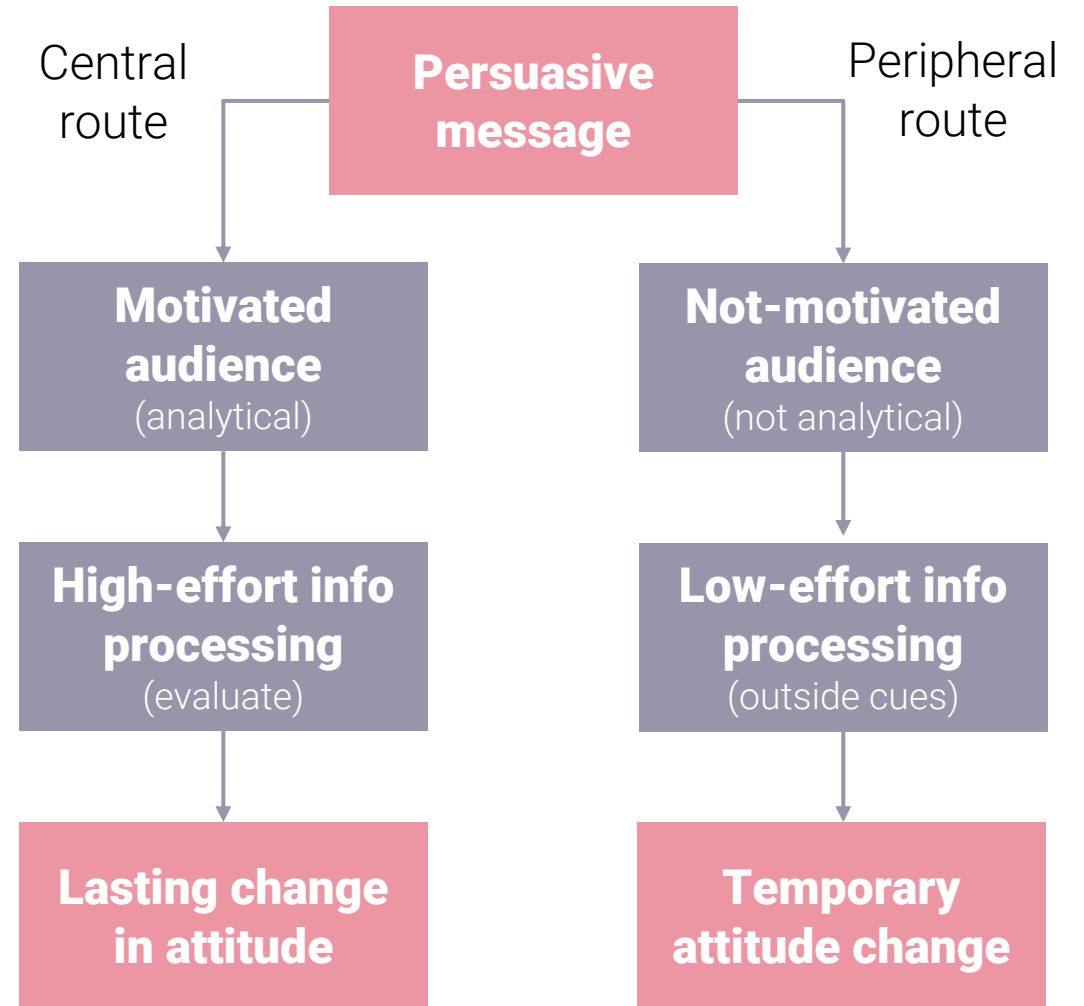 Central
route
Persuasive
message
Peripheral
route
Motivated
audience
(analytical)
Not-motivated
audience
(not analytical)
High-effort info
processing
(evaluate)
Low-effort info
processing
(outside cues)
Lasting change
in attitude
Temporary
attitude change